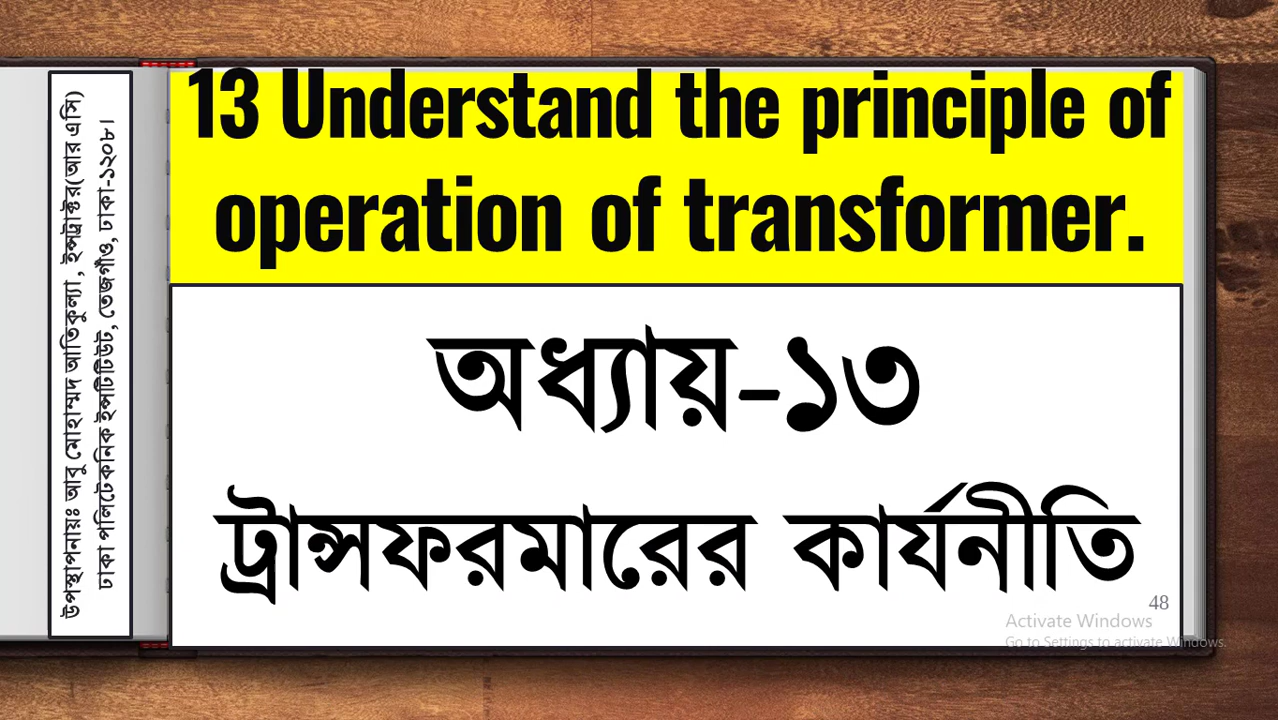 উপস্থাপনায়ঃ আবু মোহাম্মদ আতিকুল্যা, ইন্সট্রাক্টর(আর এসি)
ঢাকা পলিটেকনিক ইন্সটিটিউট, তেজগাঁও, ঢাকা-১২০৮।
13 Understand the principle of
operation of transformer.
অধ্যায়-১৩
ট্রান্সফরমারের কার্যনীতি
48
Activate Windows
Go to Settings to activate Windows.